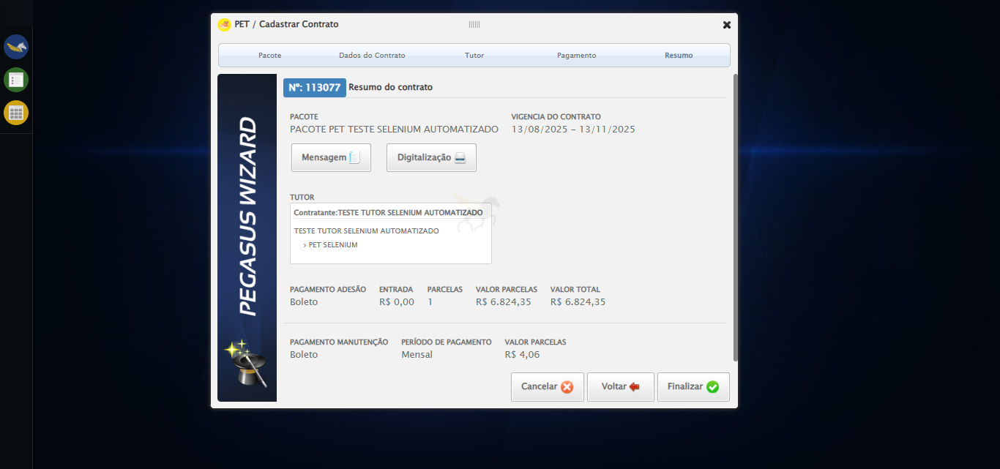 PET / Cadastrar Contrato
Pacote Dados do Contrato Tutor Pagamento Resumo
PEGASUS WIZARD
Nº: 113077 Resumo do contrato
PACOTE VIGENCIA DO CONTRATO
PACOTE PET TESTE SELENIUM AUTOMATIZADO 13/08/2025 - 13/11/2025
Mensagem Digitalização
TUTOR
Contratante:TESTE TUTOR SELENIUM AUTOMATIZADO
TESTE TUTOR SELENIUM AUTOMATIZADO
› PET SELENIUM
PAGAMENTO ADESÃO ENTRADA PARCELAS VALOR PARCELAS VALOR TOTAL
Boleto R$ 0,00 1 R$ 6.824,35 R$ 6.824,35
PAGAMENTO MANUTENÇÃO PERÍODO DE PAGAMENTO VALOR PARCELAS
Boleto Mensal R$ 4,06
Cancelar Voltar Finalizar